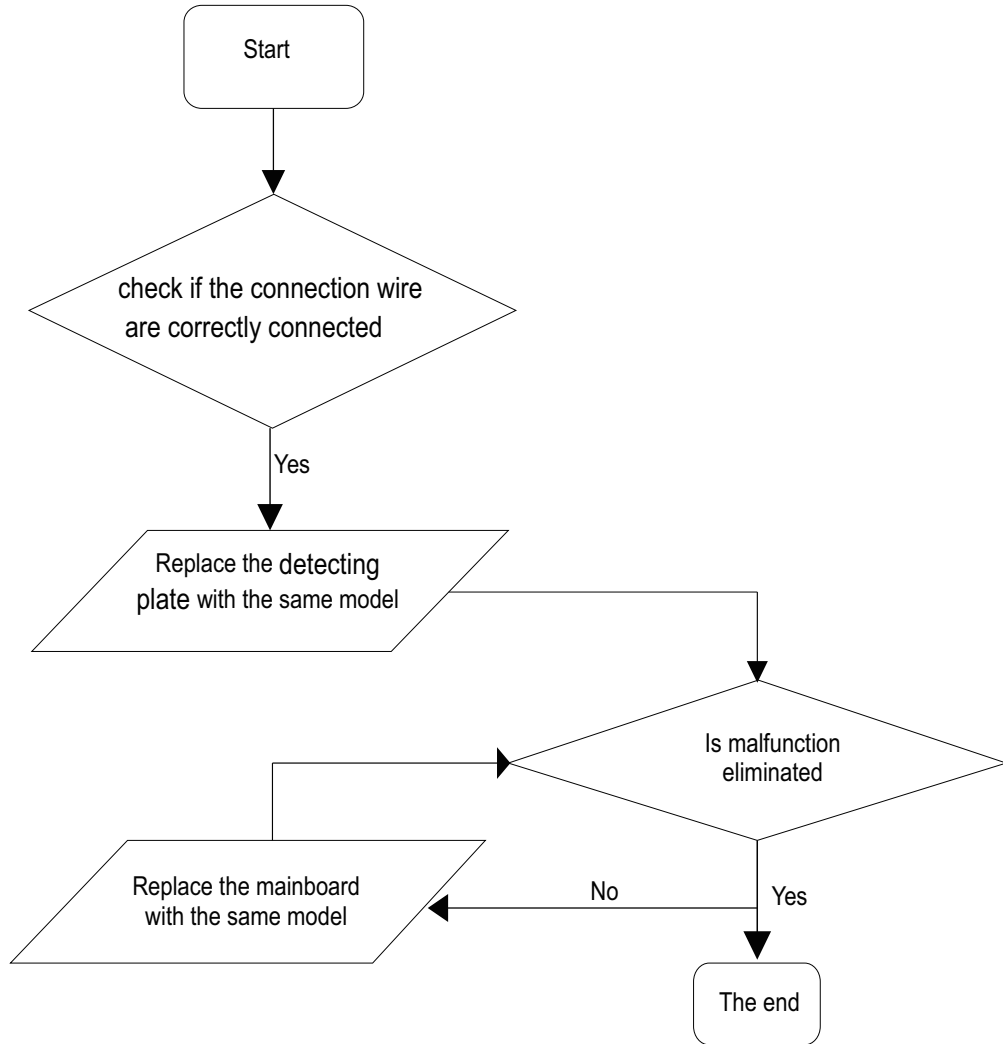 Start
check if the connection wire
are correctly connected
Yes
Replace the detecting
plate with the same model
Is malfunction
eliminated
Replace the mainboard
with the same model
No
Yes
The end